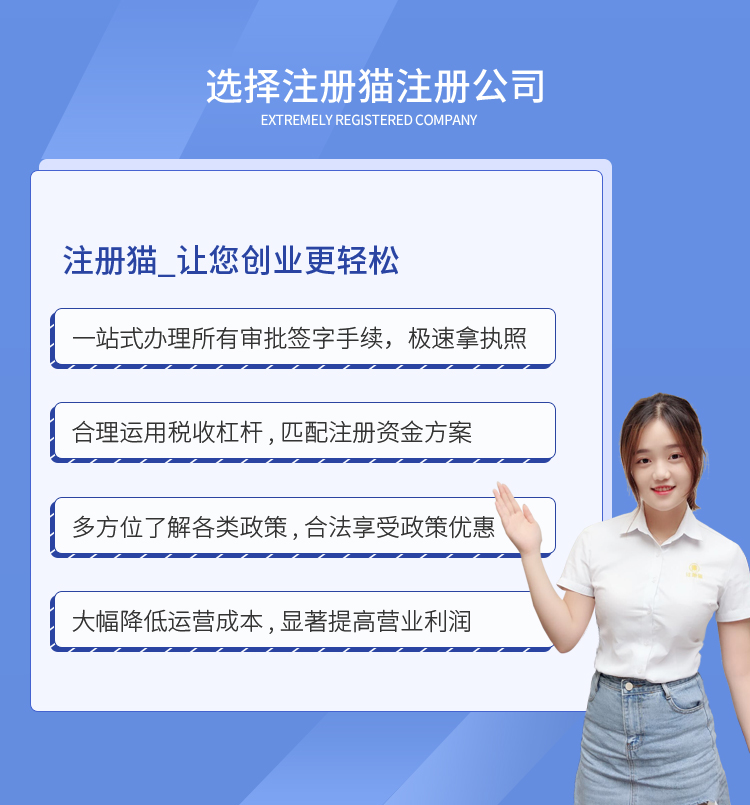 选择注册猫注册公司
EXTREMELY REGISTERED COMPANY
注册猫_让您创业更轻松
一站式办理所有审批签字手续，极速拿执照
合理运用税收杠杆，匹配注册资金方案
多方位了解各类政策，合法享受政策优惠
大幅降低运营成本，显著提高营业利润